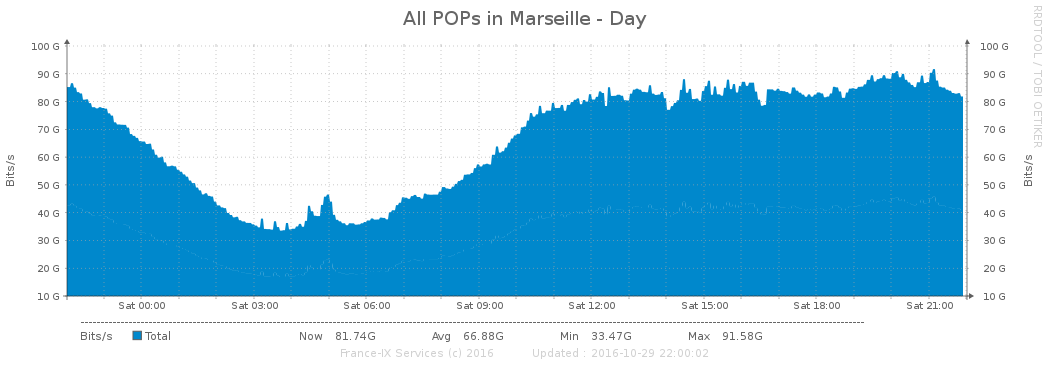 All POPs in Marseille - Day
RRDTOOL / TOBI OETIKER
100 G 100 G
90 G 90 G
80 G 80 G
70 G 70 G
60 G 60 G
50 G 50 G
40 G 40 G
30 G 30 G
20 G 20 G
10 G 10 G
Bits/s
Bits/s
Sat 00:00 Sat 03:00 Sat 06:00 Sat 09:00 Sat 12:00 Sat 15:00 Sat 18:00 Sat 21:00
Bits/s Total Now 81.74G Avg 66.88G Min 33.47G Max 91.58G
France-IX Services (c) 2016 Updated : 2016-10-29 22:00:02